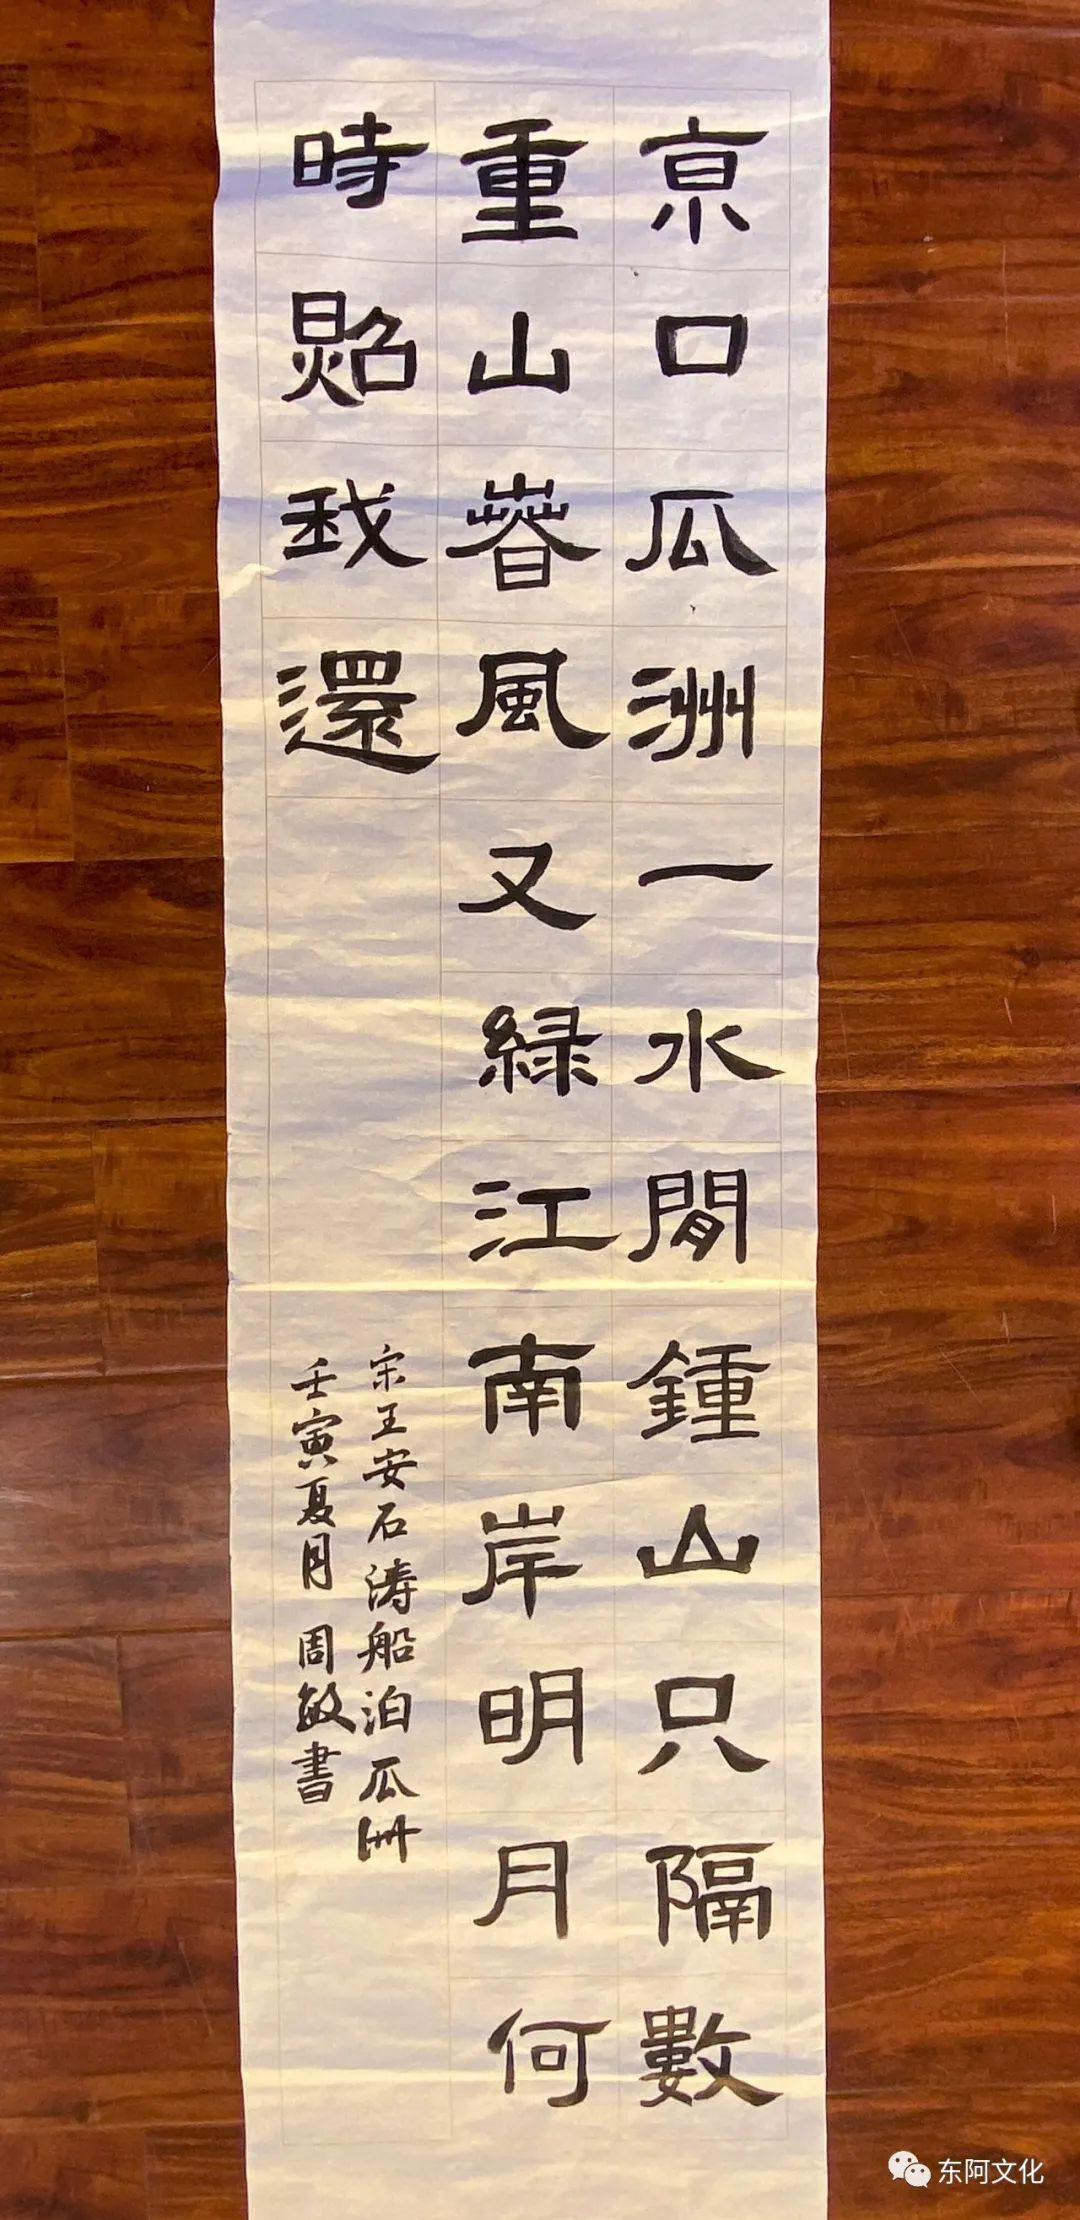 京口瓜洲一水間鍾山只隔數
重山春風又緑江南岸明月何
時照我還
宋王安石涛船泊瓜洲
壬寅夏月 周敏書
东阿文化